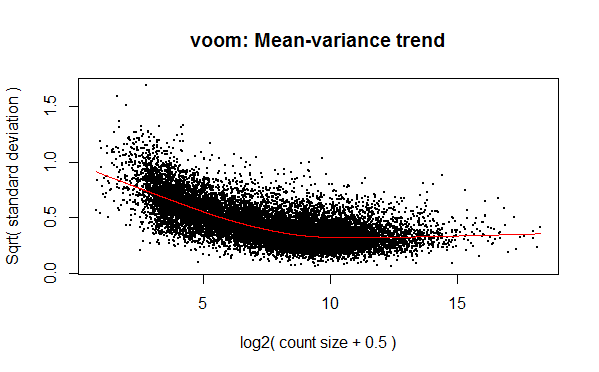 voom: Mean-variance trend
Sqrt( standard deviation )
1.5
1.0
0.5
0.0
5
10
15
log2( count size + 0.5 )